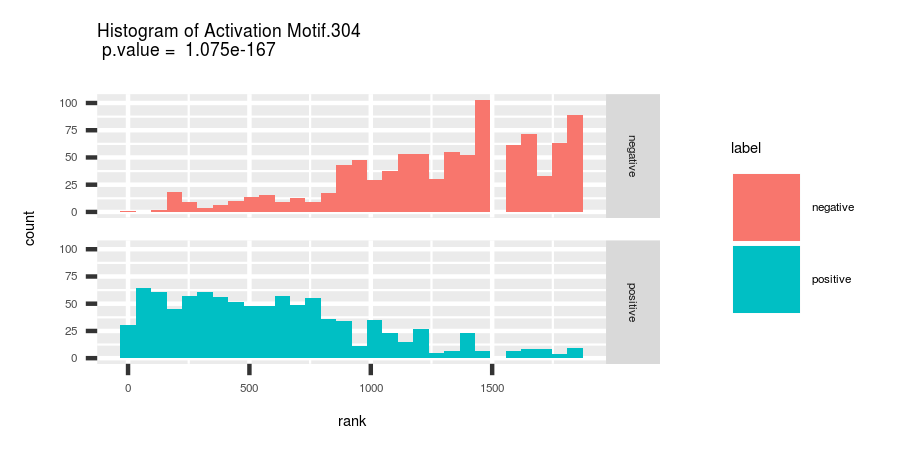 Histogram of Activation Motif.304
p.value =  1.075e-167
100
75
50
25
0
negative
100
75
50
25
0
positive
count
0 500 1000 1500
rank
label
negative
positive